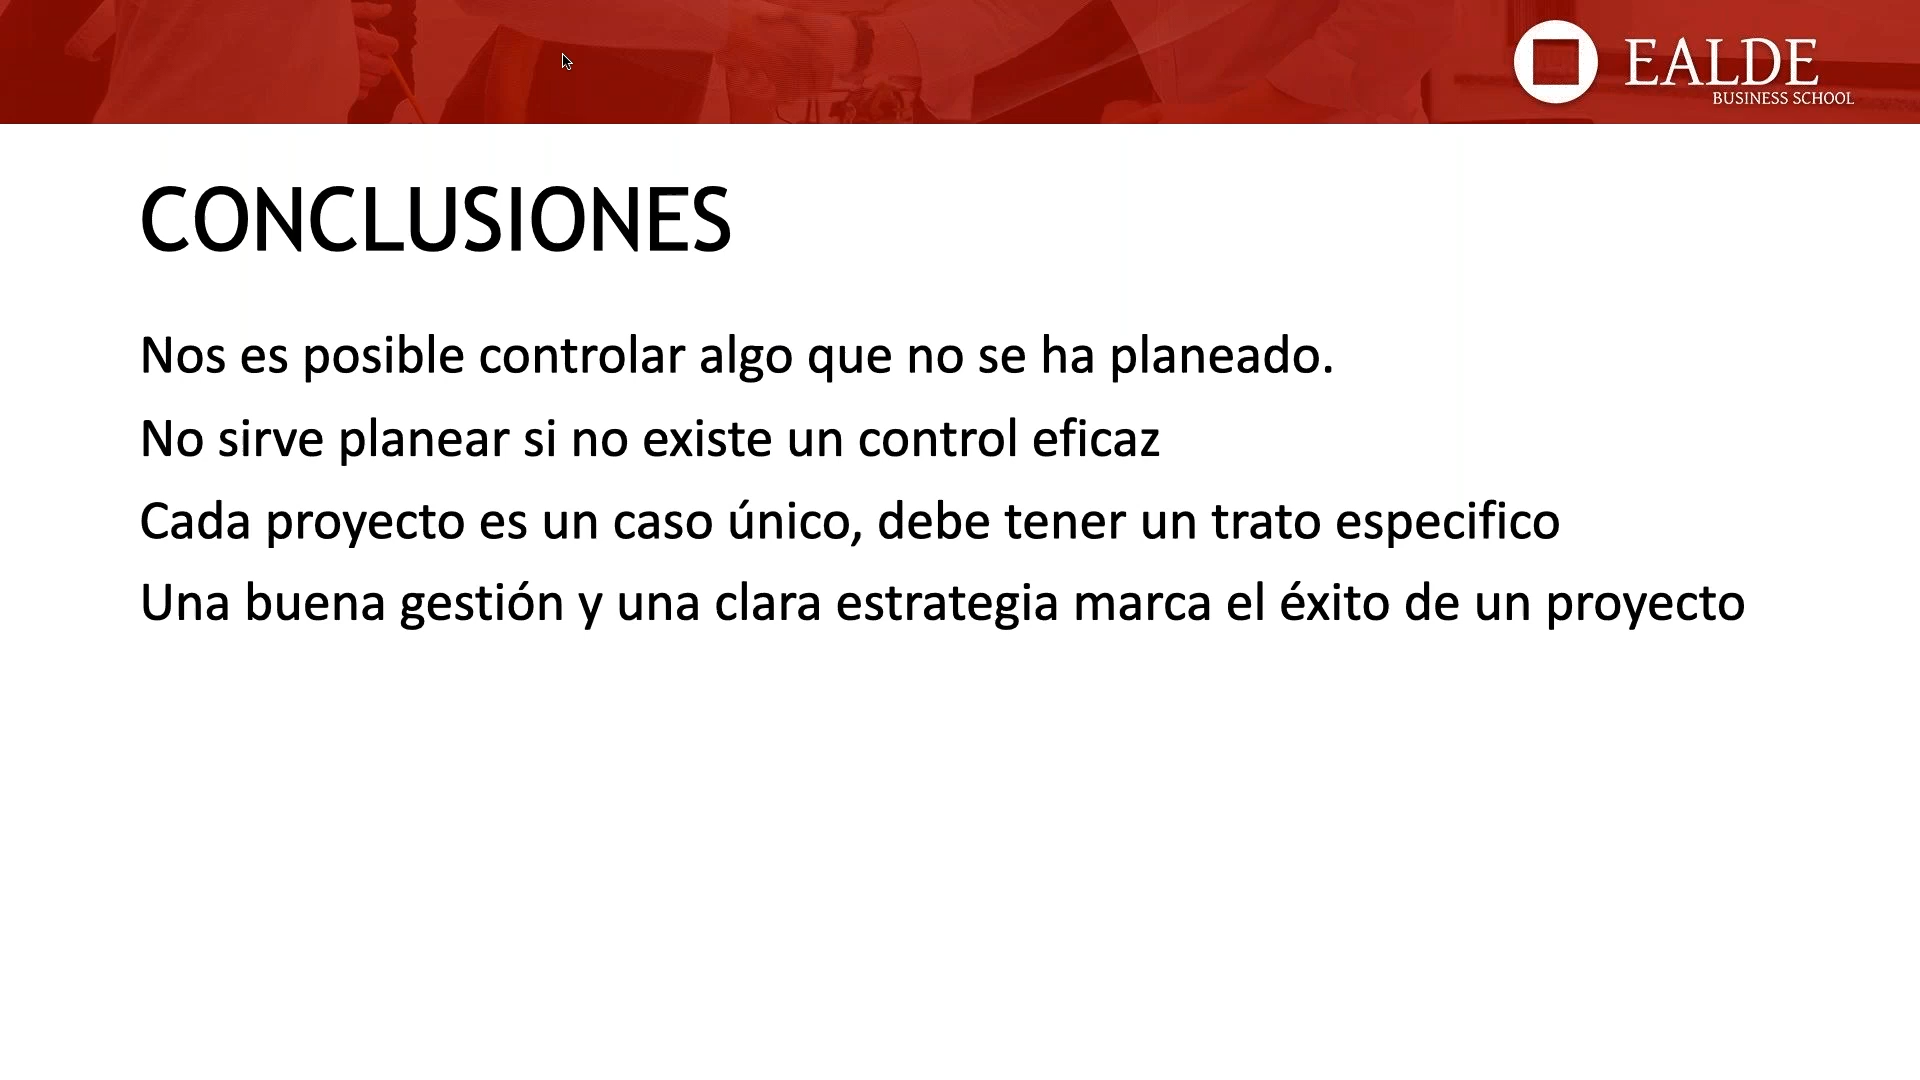 EALDE
BUSINESS SCHOOL
CONCLUSIONES
Nos es posible controlar algo que no se ha planeado.
No sirve planear si no existe un control eficaz
Cada proyecto es un caso único, debe tener un trato especifico
Una buena gestión y una clara estrategia marca el éxito de un proyecto